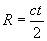 R = ct/2